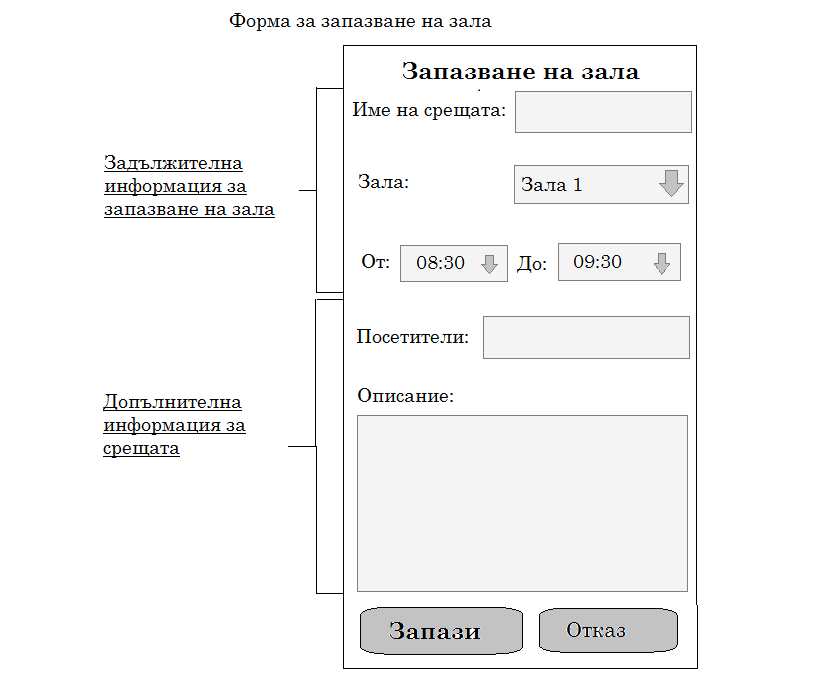 Форма за запазване на зала
Запазване на зала
Име на срещата:
Задължителна
информация за
запазване на зала
Зала:
Зала 1
От:
08:30
До:
09:30
Посетители:
Допълнителна
информация за
срещата
Описание:
Запази
Отказ